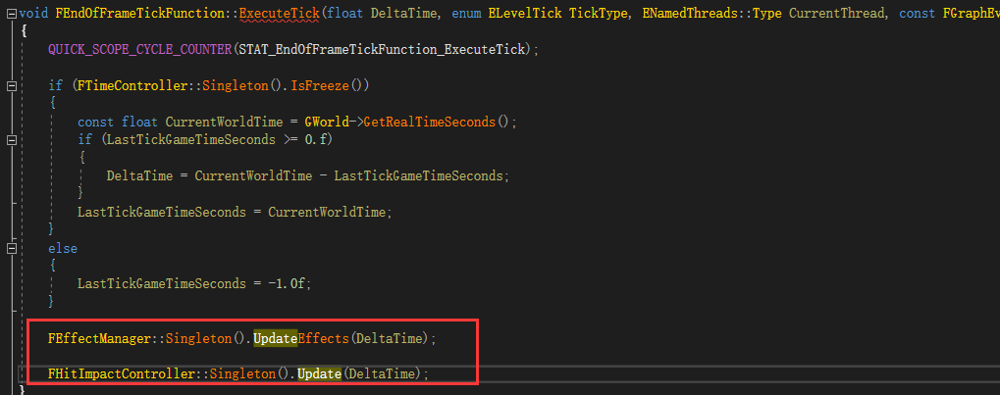 void FEndOfFrameTickFunction::ExecuteTick(float DeltaTime, enum ELevelTick TickType, ENamedThreads::Type CurrentThread, const FGraphEv
{
QUICK_SCOPE_CYCLE_COUNTER(STAT_EndOfFrameTickFunction_ExecuteTick);
if (FTimeController::Singleton().IsFreeze())
{
const float CurrentWorldTime = GWorld->GetRealTimeSeconds();
if (LastTickGameTimeSeconds >= 0.f)
{
DeltaTime = CurrentWorldTime - LastTickGameTimeSeconds;
}
LastTickGameTimeSeconds = CurrentWorldTime;
}
else
{
LastTickGameTimeSeconds = -1.0f;
}
FEffectManager::Singleton().UpdateEffects(DeltaTime);
FHitImpactController::Singleton().Update(DeltaTime);
}